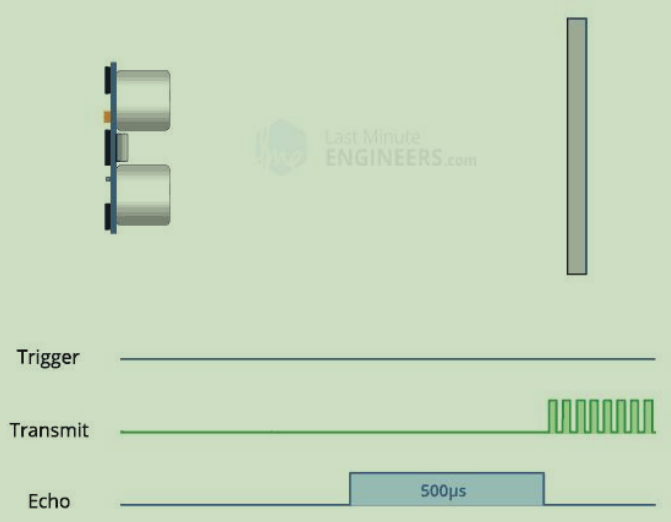 Last Minute
ENGINEERS.com
Trigger
Transmit
Echo
500µs